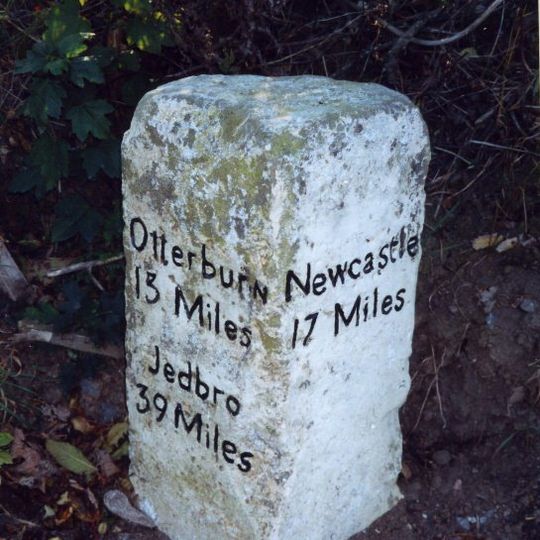 Otterburn
13 Miles
Jedbro
39 Miles
Newcastle
17 Miles